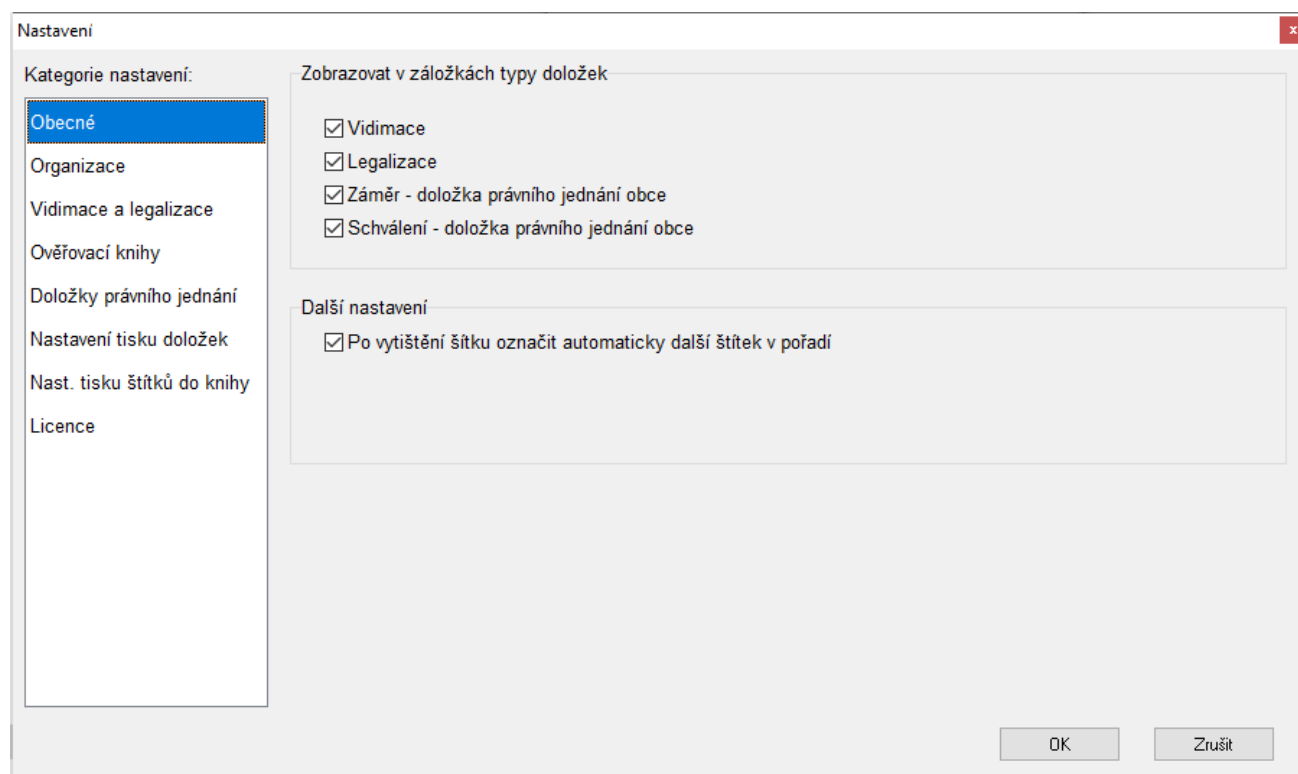 Nastavení
x
Kategorie nastavení:
Obecné
Organizace
Vidimace a legalizace
Ověřovací knihy
Doložky právního jednání
Nastavení tisku doložek
Nast. tisku štítků do knihy
Licence
Zobrazovat v záložkách typy doložek
Vidimace
Legalizace
Záměr - doložka právního jednání obce
Schválení - doložka právního jednání obce
Další nastavení
Po vytištění šítku označit automaticky další štítek v pořadí
OK
Zrušit